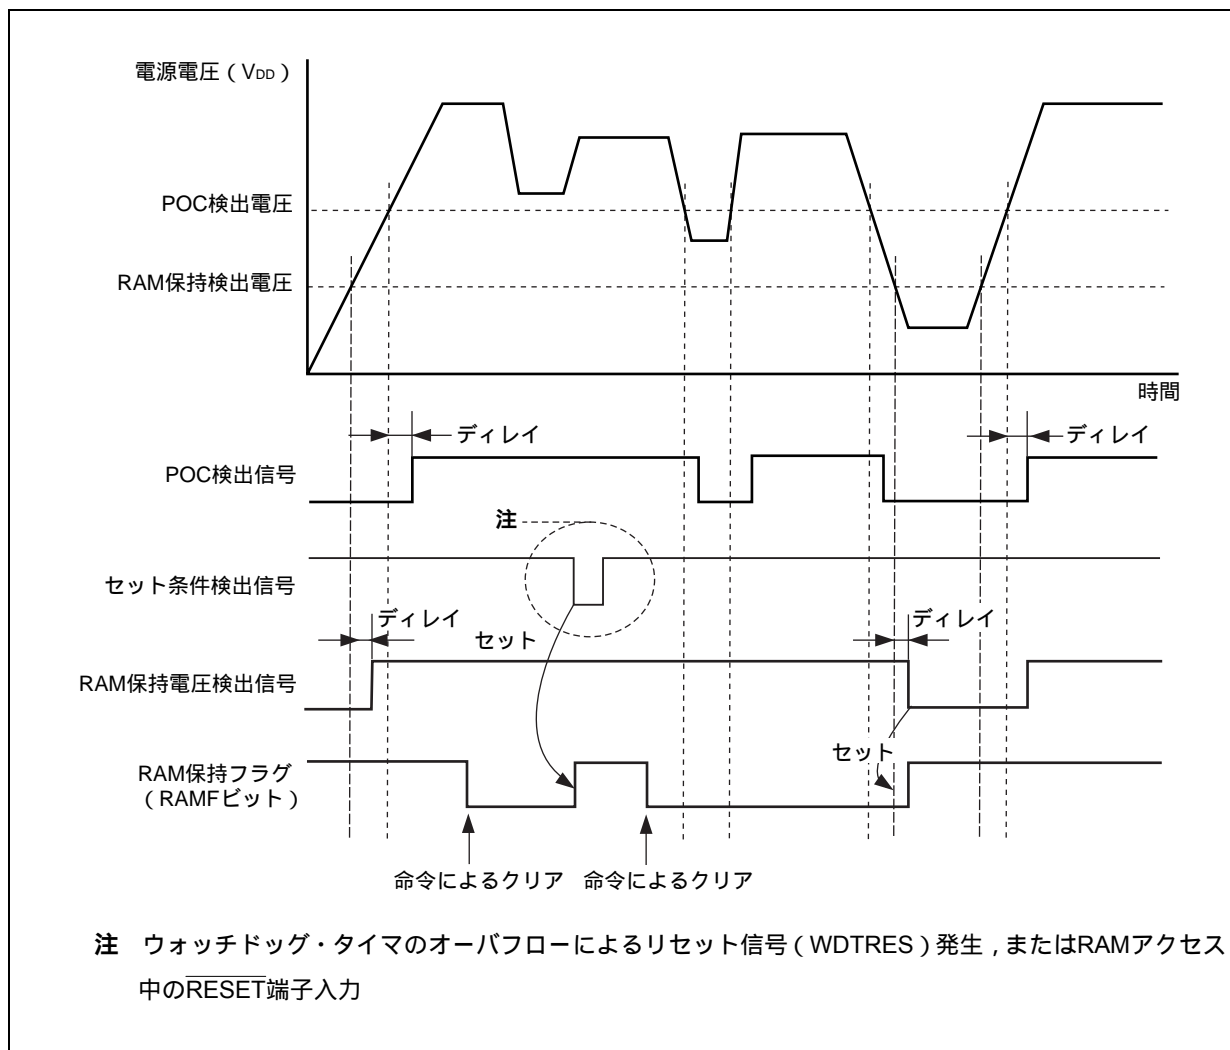 電源電圧(VDD)
POC検出電圧
RAM保持検出電圧
時間
ディレイ
ディレイ
POC検出信号
注
セット条件検出信号
ディレイ
ディレイ
セット
RAM保持電圧検出信号
セット
RAM保持フラグ
(RAMFビット)
命令によるクリア
命令によるクリア
注 ウォッチドッグ・タイマのオーバフローによるリセット信号(WDTRES)発生,またはRAMアクセス
中のRESET端子入力